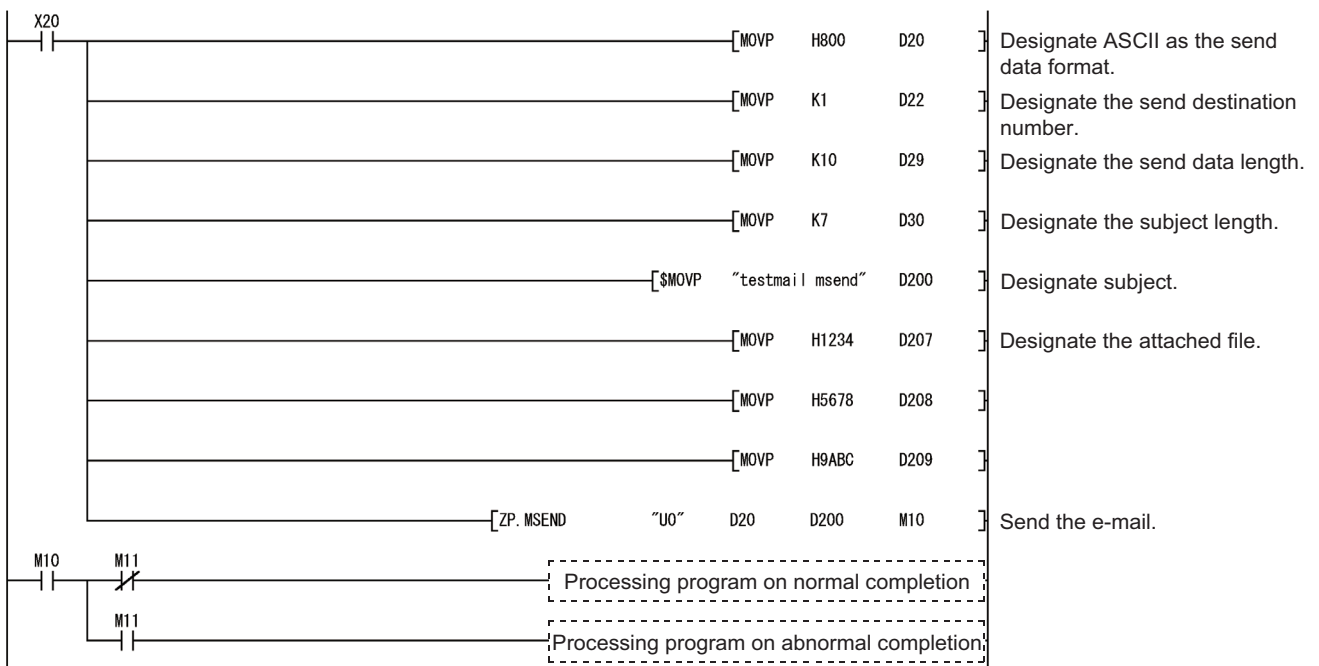 X20
[MOVP H800 D20 ] Designate ASCII as the send
data format.
[MOVP K1 D22 ] Designate the send destination
number.
[MOVP K10 D29 ] Designate the send data length.
[MOVP K7 D30 ] Designate the subject length.
[$MOVP "testmail msend" D200 ] Designate subject.
[MOVP H1234 D207 ] Designate the attached file.
[MOVP H5678 D208 ]
[MOVP H9ABC D209 ]
[ZP.MSEND "U0" D20 D200 M10 ] Send the e-mail.
M10 M11
Processing program on normal completion
M11
Processing program on abnormal completion